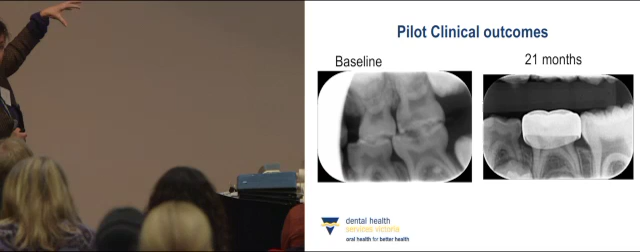 Pilot Clinical outcomes
Baseline
21 months
dental health
services victoria
oral health for better health